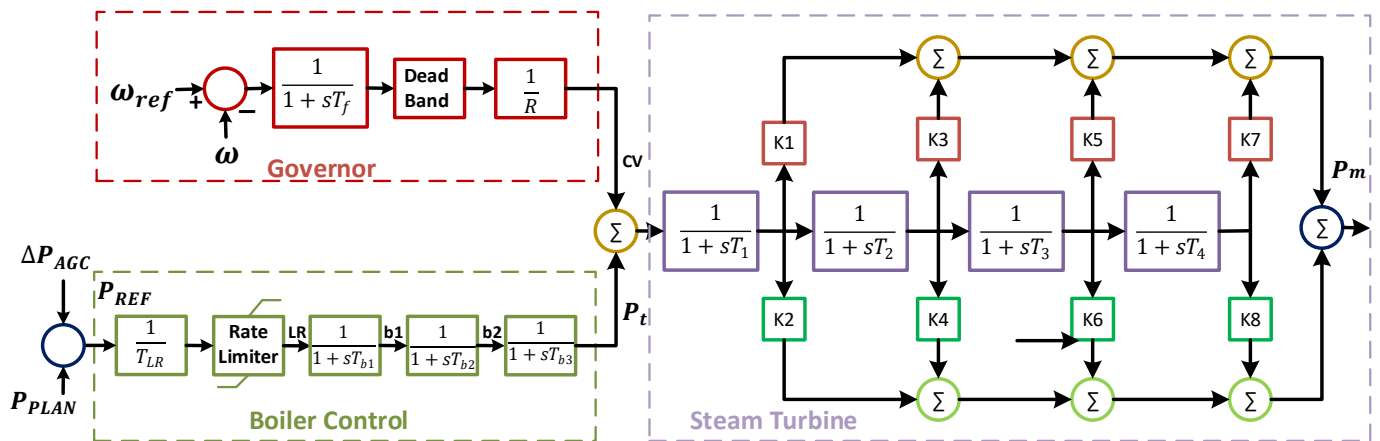 ω_ref
+
−
ω
1
1 + sT_f
Dead
Band
1
R
Governor
CV
Σ
ΔP_AGC
P_REF
P_PLAN
1
T_LR
Rate
Limiter
LR
1
1 + sT_b1
b1
1
1 + sT_b2
b2
1
1 + sT_b3
P_t
Boiler Control
Σ
Σ
Σ
K1
K3
K5
K7
1
1 + sT_1
1
1 + sT_2
1
1 + sT_3
1
1 + sT_4
P_m
Σ
K2
K4
K6
K8
Σ
Σ
Σ
Steam Turbine